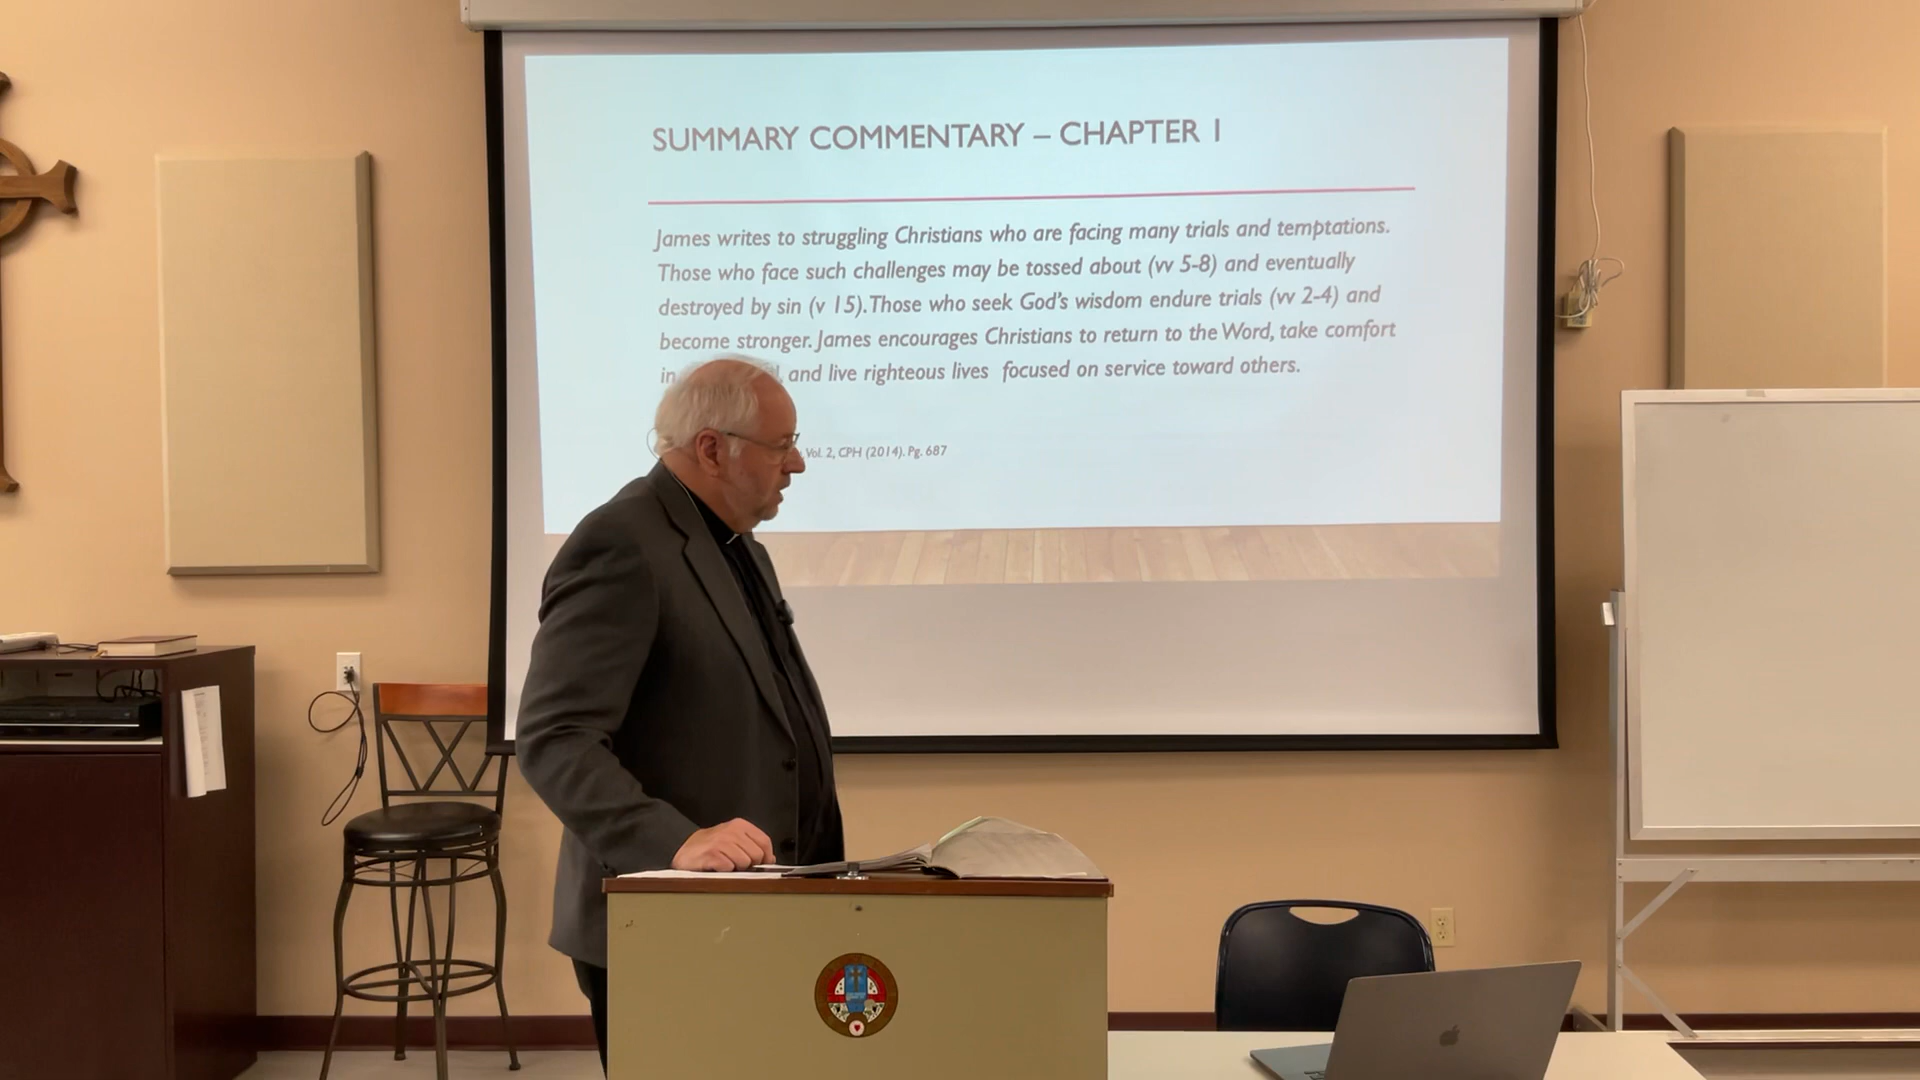 SUMMARY COMMENTARY – CHAPTER 1
James writes to struggling Christians who are facing many trials and temptations.
Those who face such challenges may be tossed about (vv 5-8) and eventually
destroyed by sin (v 15). Those who seek God's wisdom endure trials (vv 2-4) and
become stronger. James encourages Christians to return to the Word, take comfort
in and live righteous lives focused on service toward others.
, Vol. 2, CPH (2014). Pg. 687